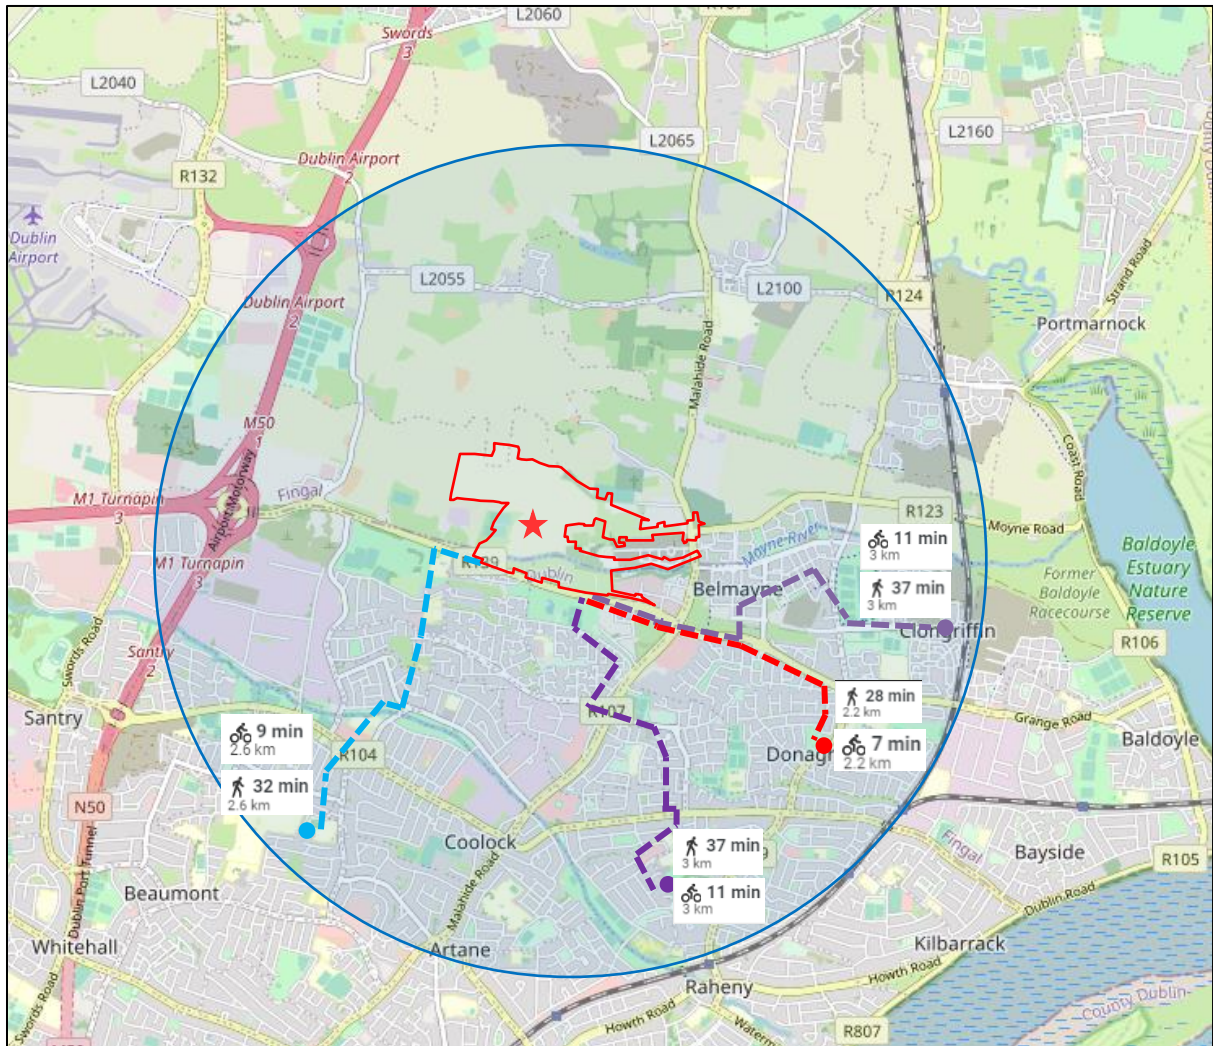 L2060
Swords
3
L2040
L2065
L2160
Dublin Airport
2
R132
Dublin
Airport
L2055
L2100
R124
Dublin Airport
2
Strand Road
Portmarnock
Malahide Road
M50
1
Coast Road
M1 Turnapin
3
Fingal
Airport Motorway
R123
Moyne Road
Moyne River
11 min
3 km
37 min
3 km
Baldoyle
Estuary
Nature
Reserve
Former
Baldoyle
Racecourse
M1 Turnapin
3
R139
Dublin
Belmayne
Clongriffin
R106
Swords Road
Santry
2
Santry
R107
28 min
2.2 km
Grange Road
Baldoyle
9 min
2.6 km
R104
Donagh
7 min
2.2 km
32 min
2.6 km
N50
Dublin Port Tunnel
Coolock
37 min
3 km
9
Fingal
Bayside
R105
Beaumont
Malahide Road
11 min
3 km
Dublin Road
Whitehall
Artane
Kilbarrack
Howth Road
Swords Road
Raheny
Howth Road
County Dublin
R807